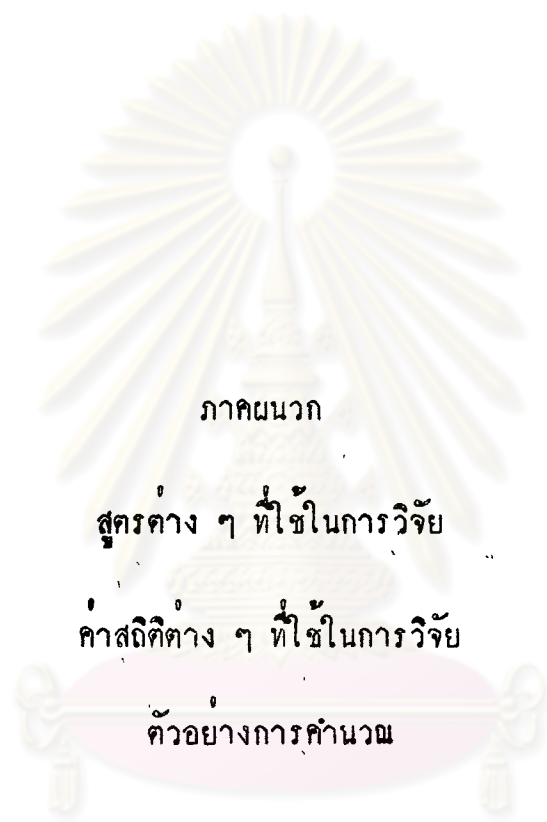 ภาคผนวก
สูตรต่าง ๆ ที่ใช้ในการวิจัย
ค่าสถิติต่าง ๆ ที่ใช้ในการวิจัย
ตัวอย่างการคำนวณ